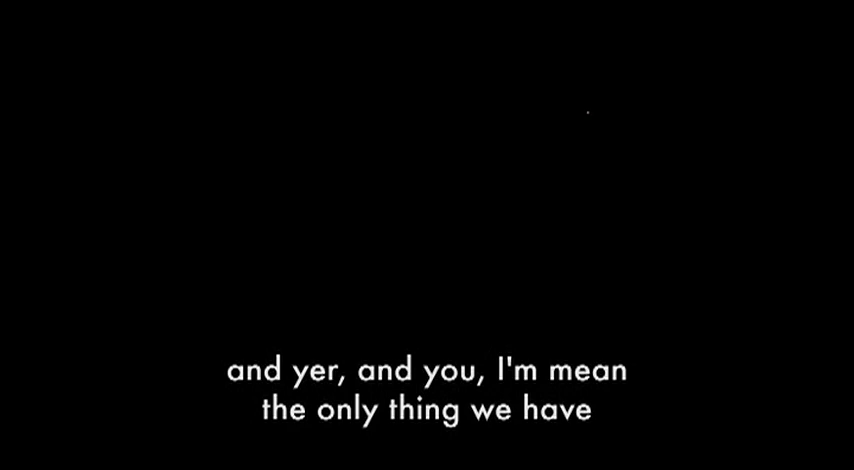 and yer, and you, I'm mean
the only thing we have